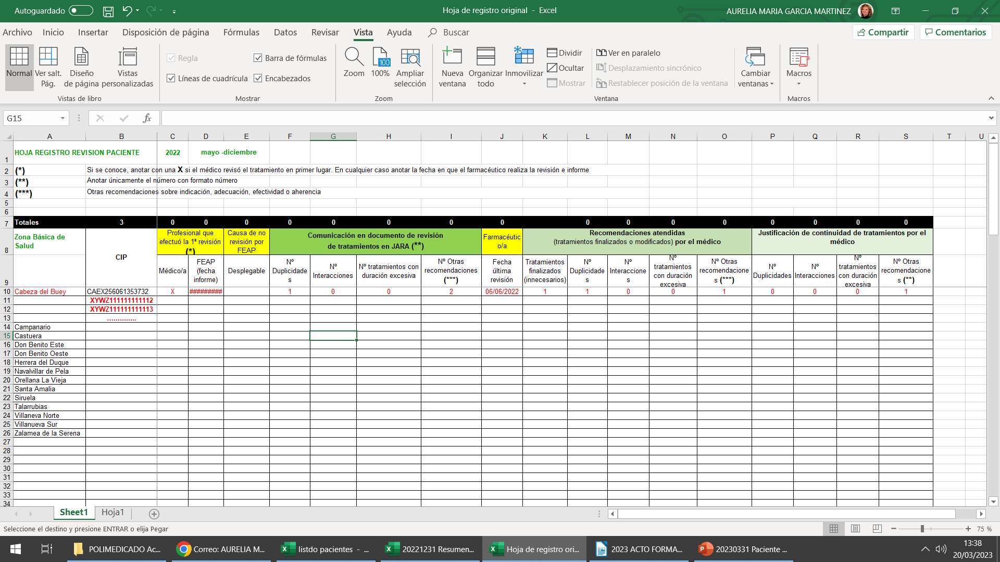 Autoguardado
Hoja de registro original - Excel
AURELIA MARIA GARCIA MARTINEZ
Archivo Inicio Insertar Disposición de página Fórmulas Datos Revisar Vista Ayuda Buscar
Compartir Comentarios
Normal
Ver salt. Pág.
Diseño de página
Vistas personalizadas
Vistas de libro
Regla
Barra de fórmulas
Líneas de cuadrícula
Encabezados
Mostrar
Zoom
100
100%
Ampliar selección
Zoom
Nueva ventana
Organizar todo
Inmovilizar
Dividir
Ocultar
Mostrar
Ver en paralelo
Desplazamiento sincrónico
Restablecer posición de la ventana
Cambiar ventanas
Ventana
Macros
Macros
G15
fx
A B C D E F G H I J K L M N O P Q R S T U
1 HOJA REGISTRO REVISION PACIENTE 2022 mayo -diciembre
2 (*) Si se conoce, anotar con una X si el médico revisó el tratamiento en primer lugar. En cualquier caso anotar la fecha en que el farmacéutico realiza la revisión e informe
3 (**) Anotar únicamente el número con formato número
4 (***) Otras recomendaciones sobre indicación, adecuación, efectividad o aherencia
5
6
7 Totales 3 0 0 0 0 0 0 0 0 0 0 0 0 0 0 0 0
8 Zona Básica de Salud
CIP
Profesional que efectuó la 1ª revisión (*)
Causa de no revisión por FEAP
Comunicación en documento de revisión de tratamientos en JARA (**)
Farmacéutico/a
Recomendaciones atendidas
(tratamientos finalizados o modificados) por el médico
Justificación de continuidad de tratamientos por el médico
9
Médico/a
FEAP (fecha informe)
Desplegable
Nº Duplicidades
Nº Interacciones
Nº tratamientos con duración excesiva
Nº Otras recomendaciones (***)
Fecha última revisión
Tratamientos finalizados (innecesarios)
Nº Duplicidades
Nº Interacciones
Nº tratamientos con duración excesiva
Nº Otras recomendaciones (***)
Nº Duplicidades
Nº Interacciones
Nº tratamientos con duración excesiva
Nº Otras recomendaciones (**)
10 Cabeza del Buey CAEX256061353732 X ######### 1 0 0 2 06/06/2022 1 1 0 0 1 0 0 0 1
11 XYWZ111111111112
12 XYWZ111111111113
13 ..............
14 Campanario
15 Castuera
16 Don Benito Este
17 Don Benito Oeste
18 Herrera del Duque
19 Navalvillar de Pela
20 Orellana La Vieja
21 Santa Amalia
22 Siruela
23 Talarrubias
24 Villaneva Norte
25 Villanueva Sur
26 Zalamea de la Serena
27
28
29
30
31
32
33
34
Sheet1 Hoja1
Seleccione el destino y presione ENTRAR o elija Pegar
75 %
POLIMEDICADO Ac...
Correo: AURELIA M...
listdo pacientes - ...
20221231 Resumen...
Hoja de registro ori...
2023 ACTO FORMA...
20230331 Paciente ...
13:38
20/03/2023